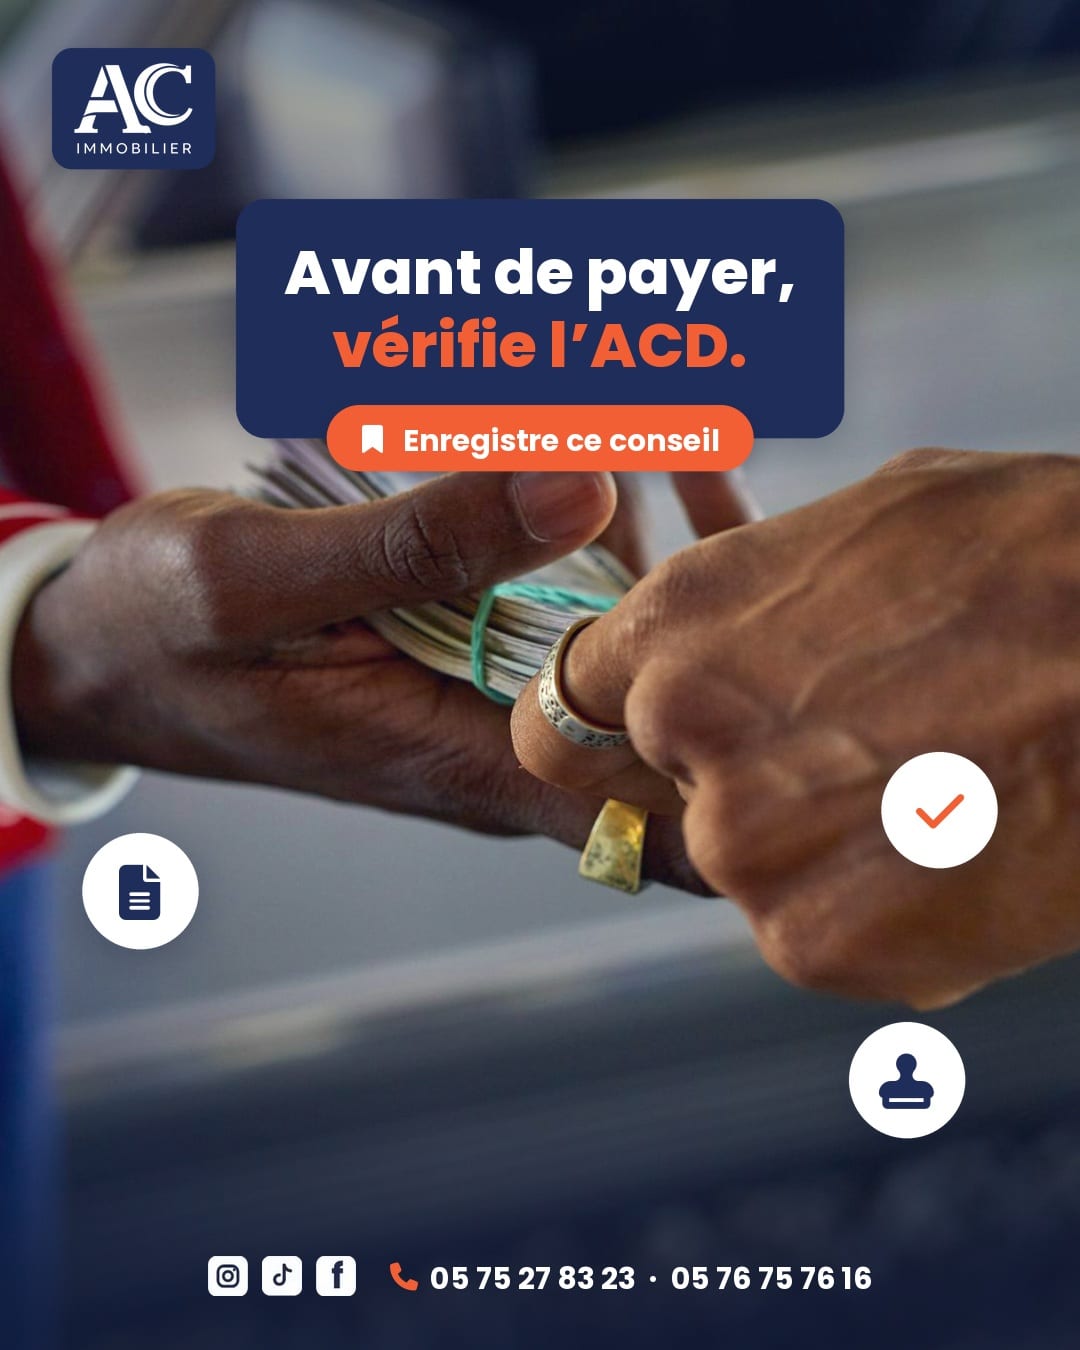 AC
IMMOBILIER
Avant de payer,
vérifie l’ACD.
Enregistre ce conseil
05 75 27 83 23 • 05 76 75 76 16